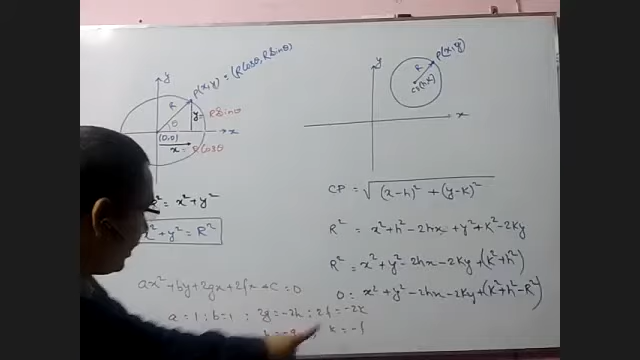 y
P(x,y) = (R Cosθ, R Sinθ)
R
θ
y = R Sinθ
(0,0)
x
x = R Cosθ
R² = x² + y²
x² + y² = R²
ax² + by + 2gx + 2fx + C = 0
a = 1 ; b = 1 ; 2g = -2h ; 2f = -2k
k = -f
y
P(x,y)
R
C(h,k)
x
CP = √(x-h)² + (y-k)²
R² = x² + h² - 2hx + y² + k² - 2ky
R² = x² + y² - 2hx - 2ky + (k² + h²)
0 = x² + y² - 2hx - 2ky + (k² + h² - R²)